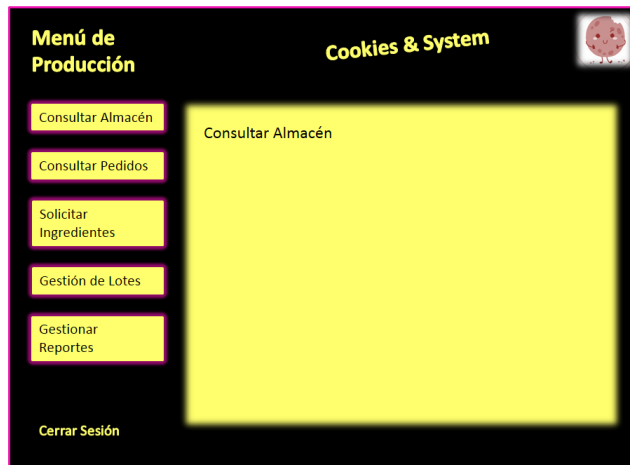 Menú de
Producción
Cookies & System
Consultar Almacén
Consultar Pedidos
Solicitar
Ingredientes
Gestión de Lotes
Gestionar
Reportes
Cerrar Sesión
Consultar Almacén